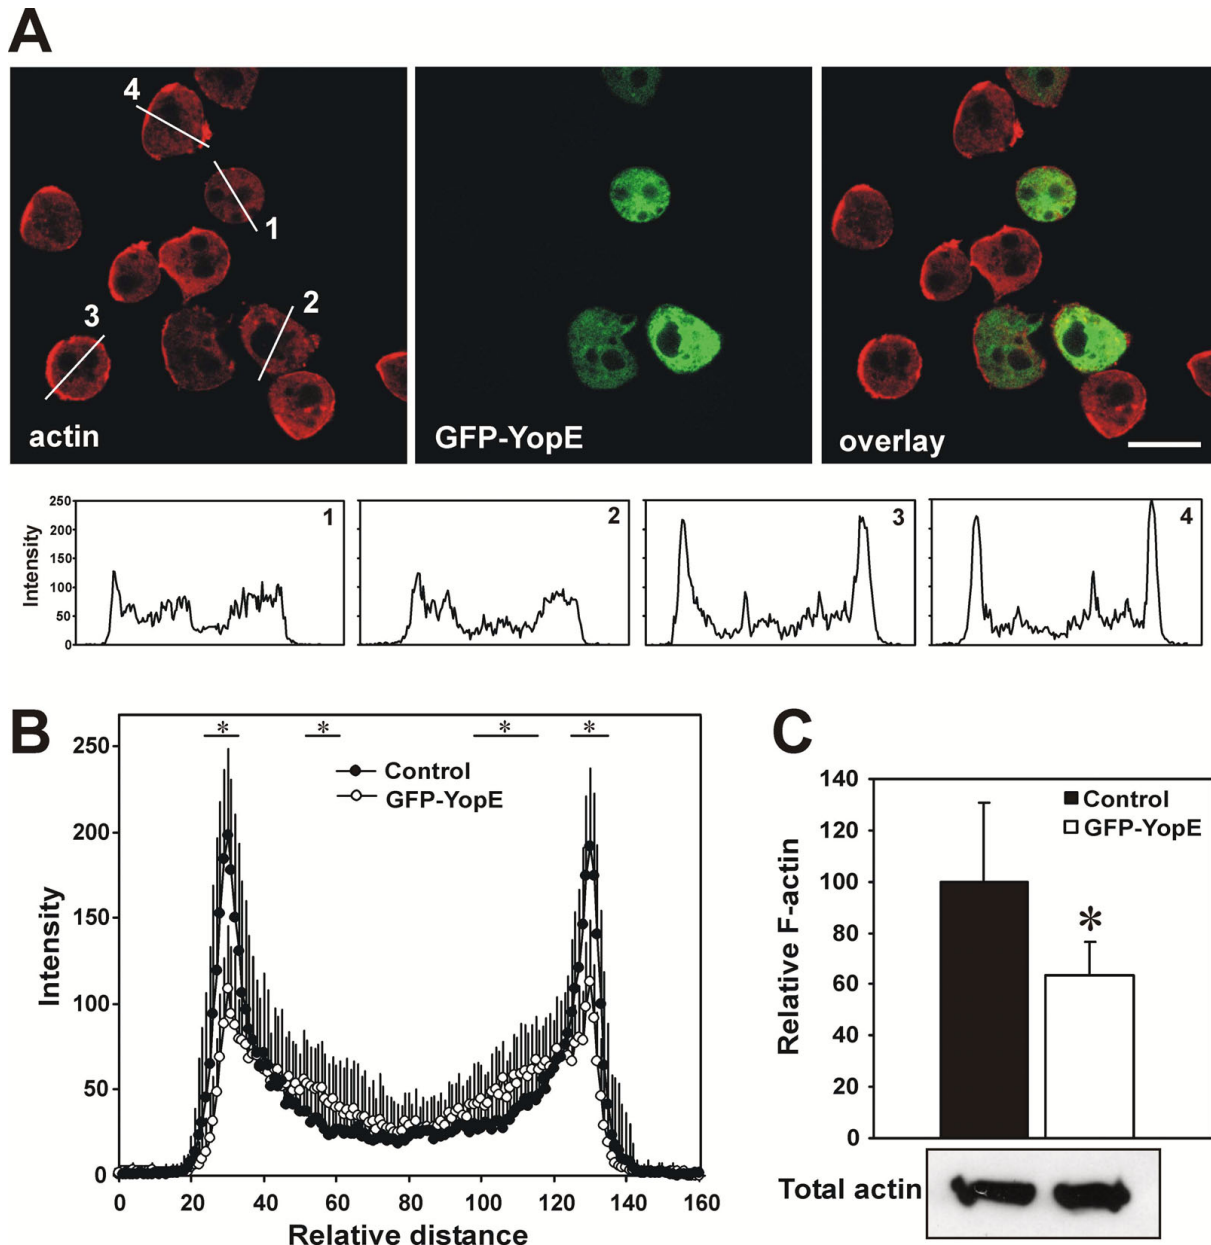 A
4
1
3
2
actin
GFP-YopE
overlay
250
200
150
100
50
0
Intensity
1
2
3
4
B
250
200
150
100
50
0
Intensity
* * * *
Control
GFP-YopE
0 20 40 60 80 100 120 140 160
Relative distance
C
140
120
100
80
60
40
20
0
Relative F-actin
Control
GFP-YopE
*
Total actin